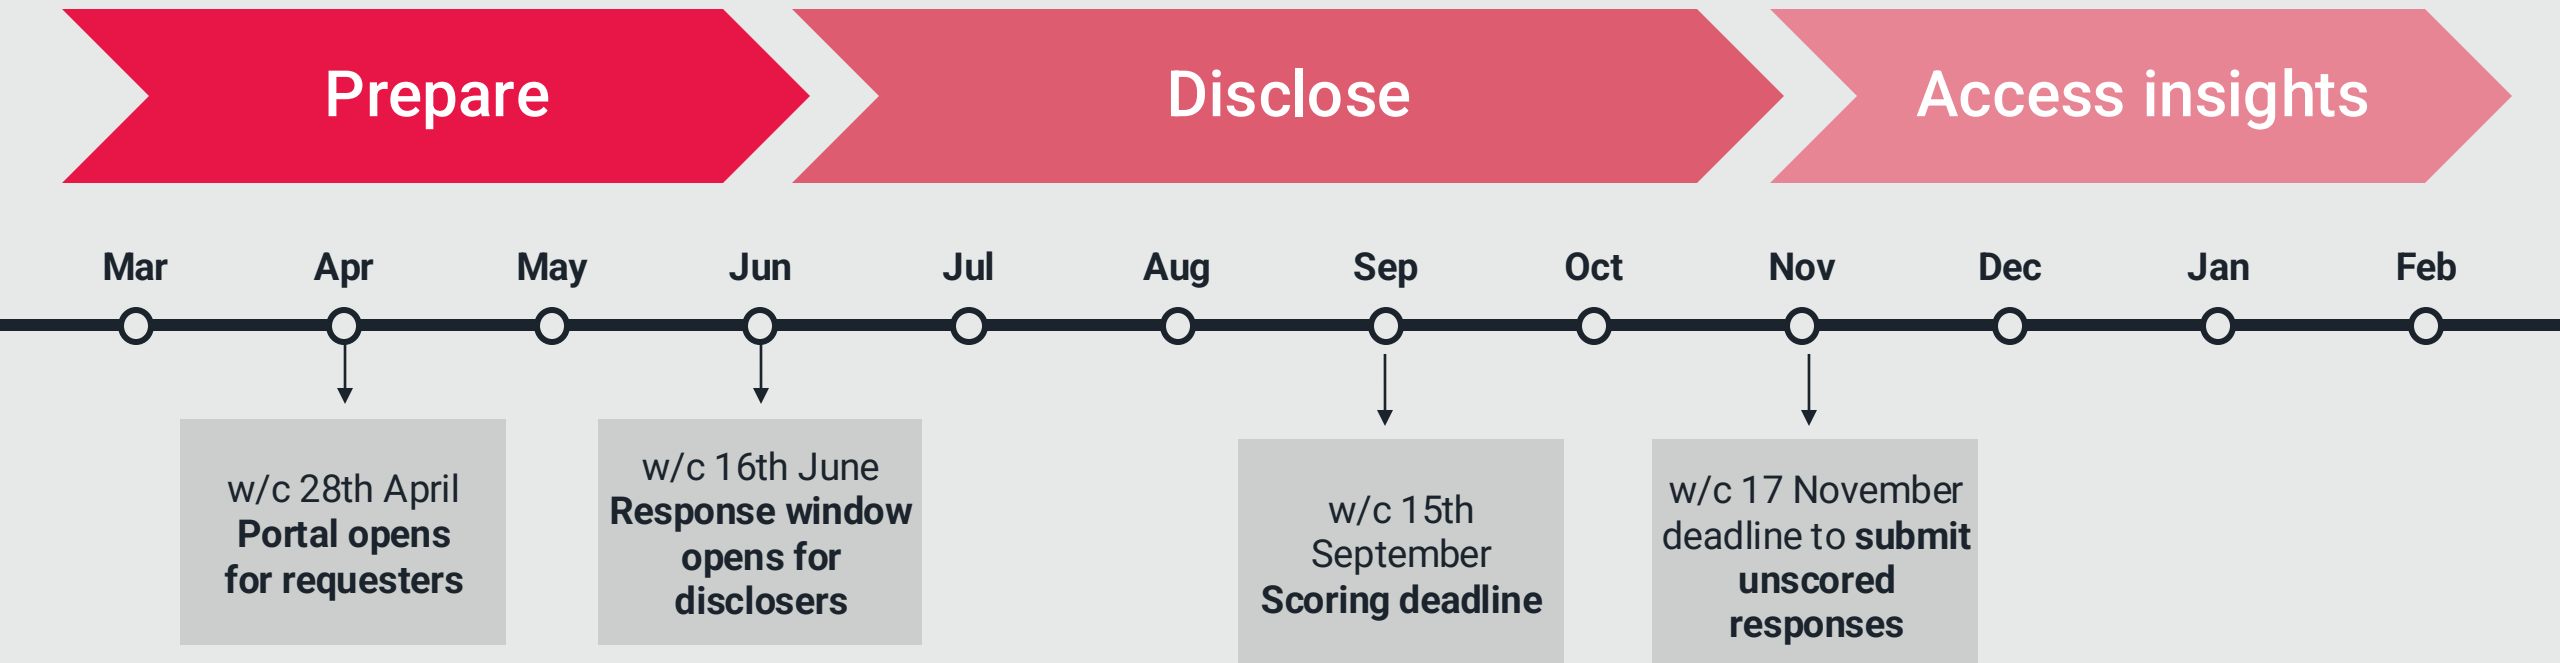 Prepare
Disclose
Access insights
Mar
Apr
May
Jun
Jul
Aug
Sep
Oct
Nov
Dec
Jan
Feb
w/c 28th April
Portal opens
for requesters
w/c 16th June
Response window
opens for
disclosers
w/c 15th
September
Scoring deadline
w/c 17 November
deadline to submit
unscored
responses